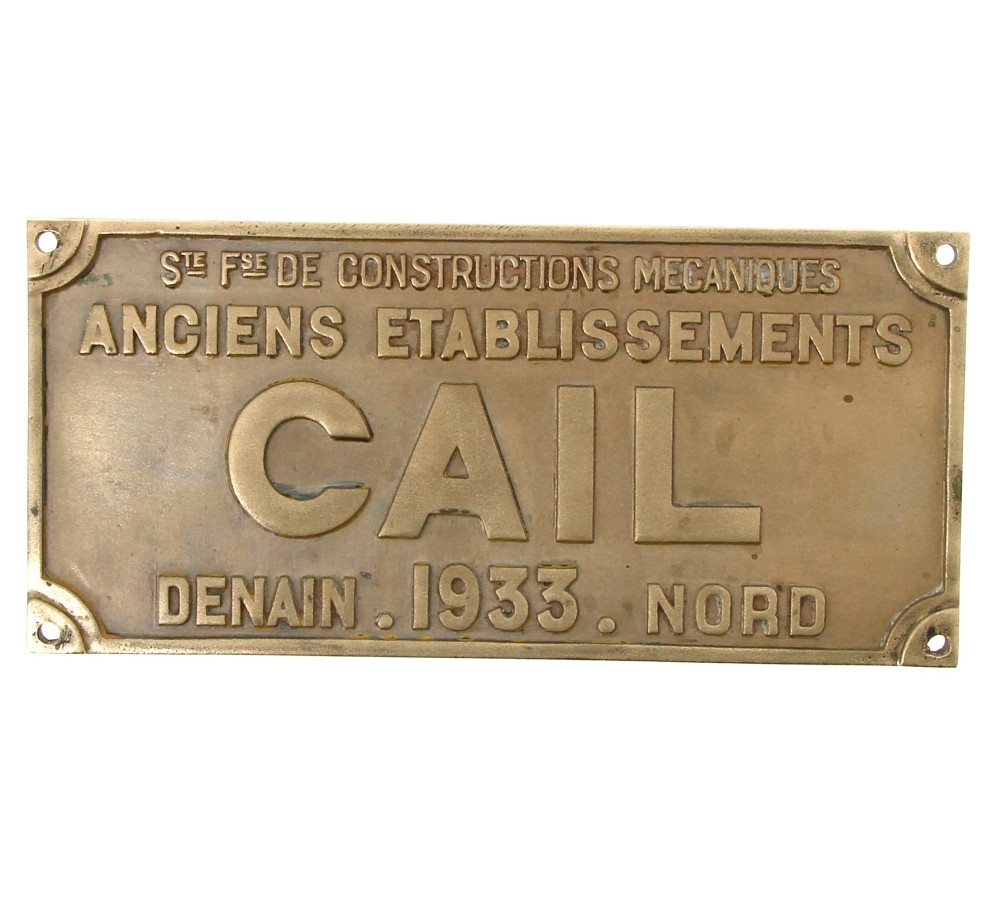 STE FSE DE CONSTRUCTIONS MECANIQUES
ANCIENS ETABLISSEMENTS
CAIL
DENAIN . 1933 . NORD